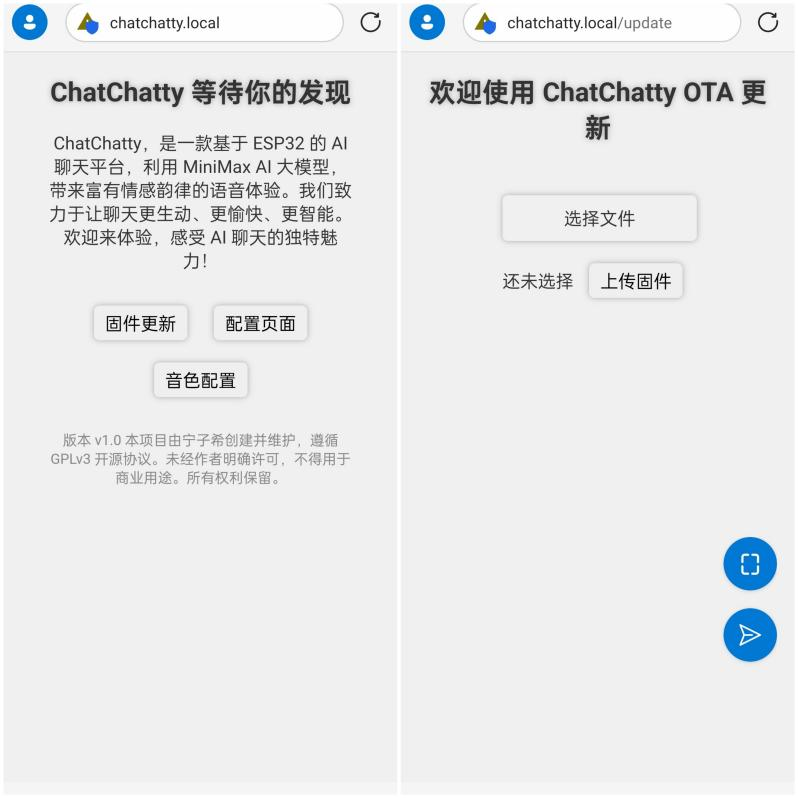 chatchatty.local
ChatChatty 等待你的发现
ChatChatty，是一款基于 ESP32 的 AI
聊天平台，利用 MiniMax AI 大模型，
带来富有情感韵律的语音体验。我们致
力于让聊天更生动、更愉快、更智能。
欢迎来体验，感受 AI 聊天的独特魅
力！
固件更新
配置页面
音色配置
版本 v1.0 本项目由宁子希创建并维护，遵循
GPLv3 开源协议。未经作者明确许可，不得用于
商业用途。所有权利保留。
chatchatty.local/update
欢迎使用 ChatChatty OTA 更
新
选择文件
还未选择
上传固件